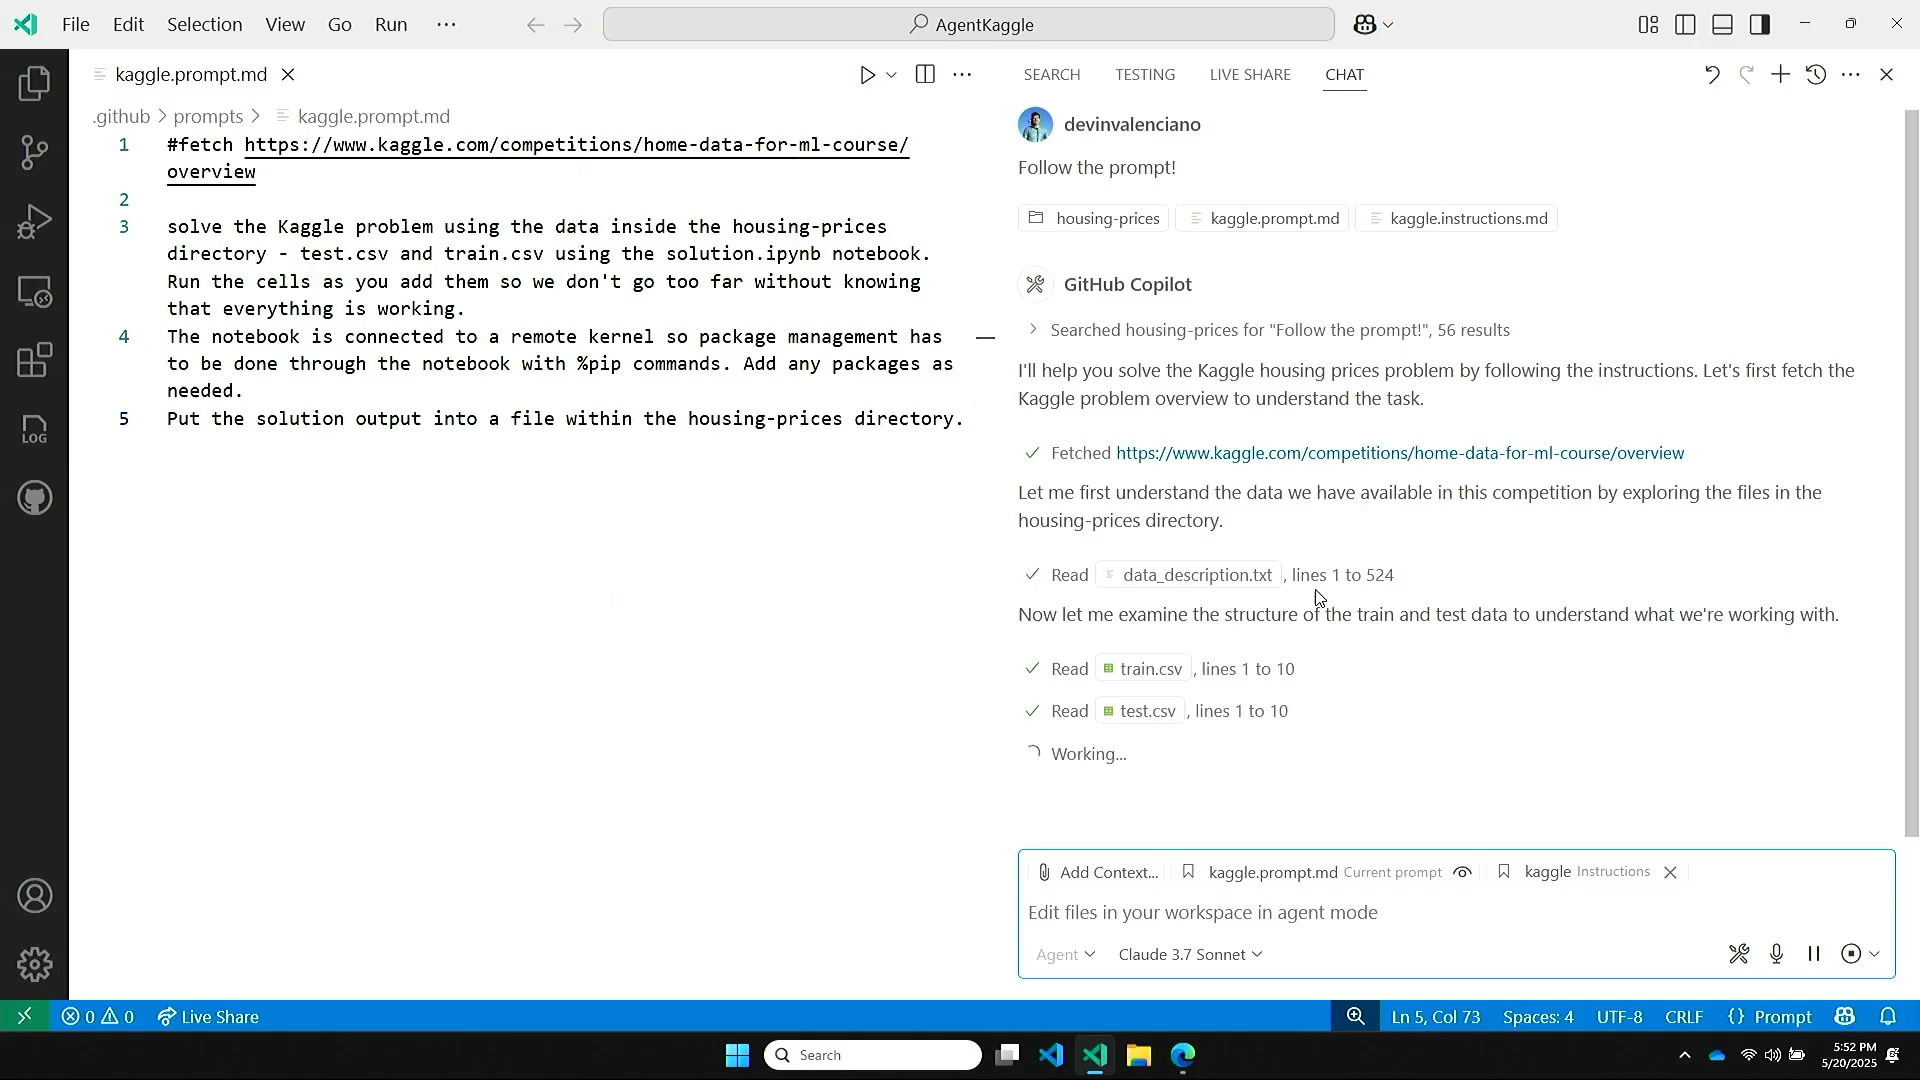 File Edit Selection View Go Run ···
AgentKaggle
kaggle.prompt.md
.github > prompts > kaggle.prompt.md
1 #fetch https://www.kaggle.com/competitions/home-data-for-ml-course/
overview
2
3 solve the Kaggle problem using the data inside the housing-prices
directory - test.csv and train.csv using the solution.ipynb notebook.
Run the cells as you add them so we don't go too far without knowing
that everything is working.
4 The notebook is connected to a remote kernel so package management has
to be done through the notebook with %pip commands. Add any packages as
needed.
5 Put the solution output into a file within the housing-prices directory.
LOG
SEARCH TESTING LIVE SHARE CHAT
devinvalenciano
Follow the prompt!
housing-prices kaggle.prompt.md kaggle.instructions.md
GitHub Copilot
Searched housing-prices for "Follow the prompt!", 56 results
I'll help you solve the Kaggle housing prices problem by following the instructions. Let's first fetch the
Kaggle problem overview to understand the task.
Fetched https://www.kaggle.com/competitions/home-data-for-ml-course/overview
Let me first understand the data we have available in this competition by exploring the files in the
housing-prices directory.
Read data_description.txt, lines 1 to 524
Now let me examine the structure of the train and test data to understand what we're working with.
Read train.csv, lines 1 to 10
Read test.csv, lines 1 to 10
Working...
Add Context... kaggle.prompt.md Current prompt kaggle Instructions
Edit files in your workspace in agent mode
Agent Claude 3.7 Sonnet
0 0 Live Share
Ln 5, Col 73 Spaces: 4 UTF-8 CRLF {} Prompt
Search
5:52 PM
5/20/2025